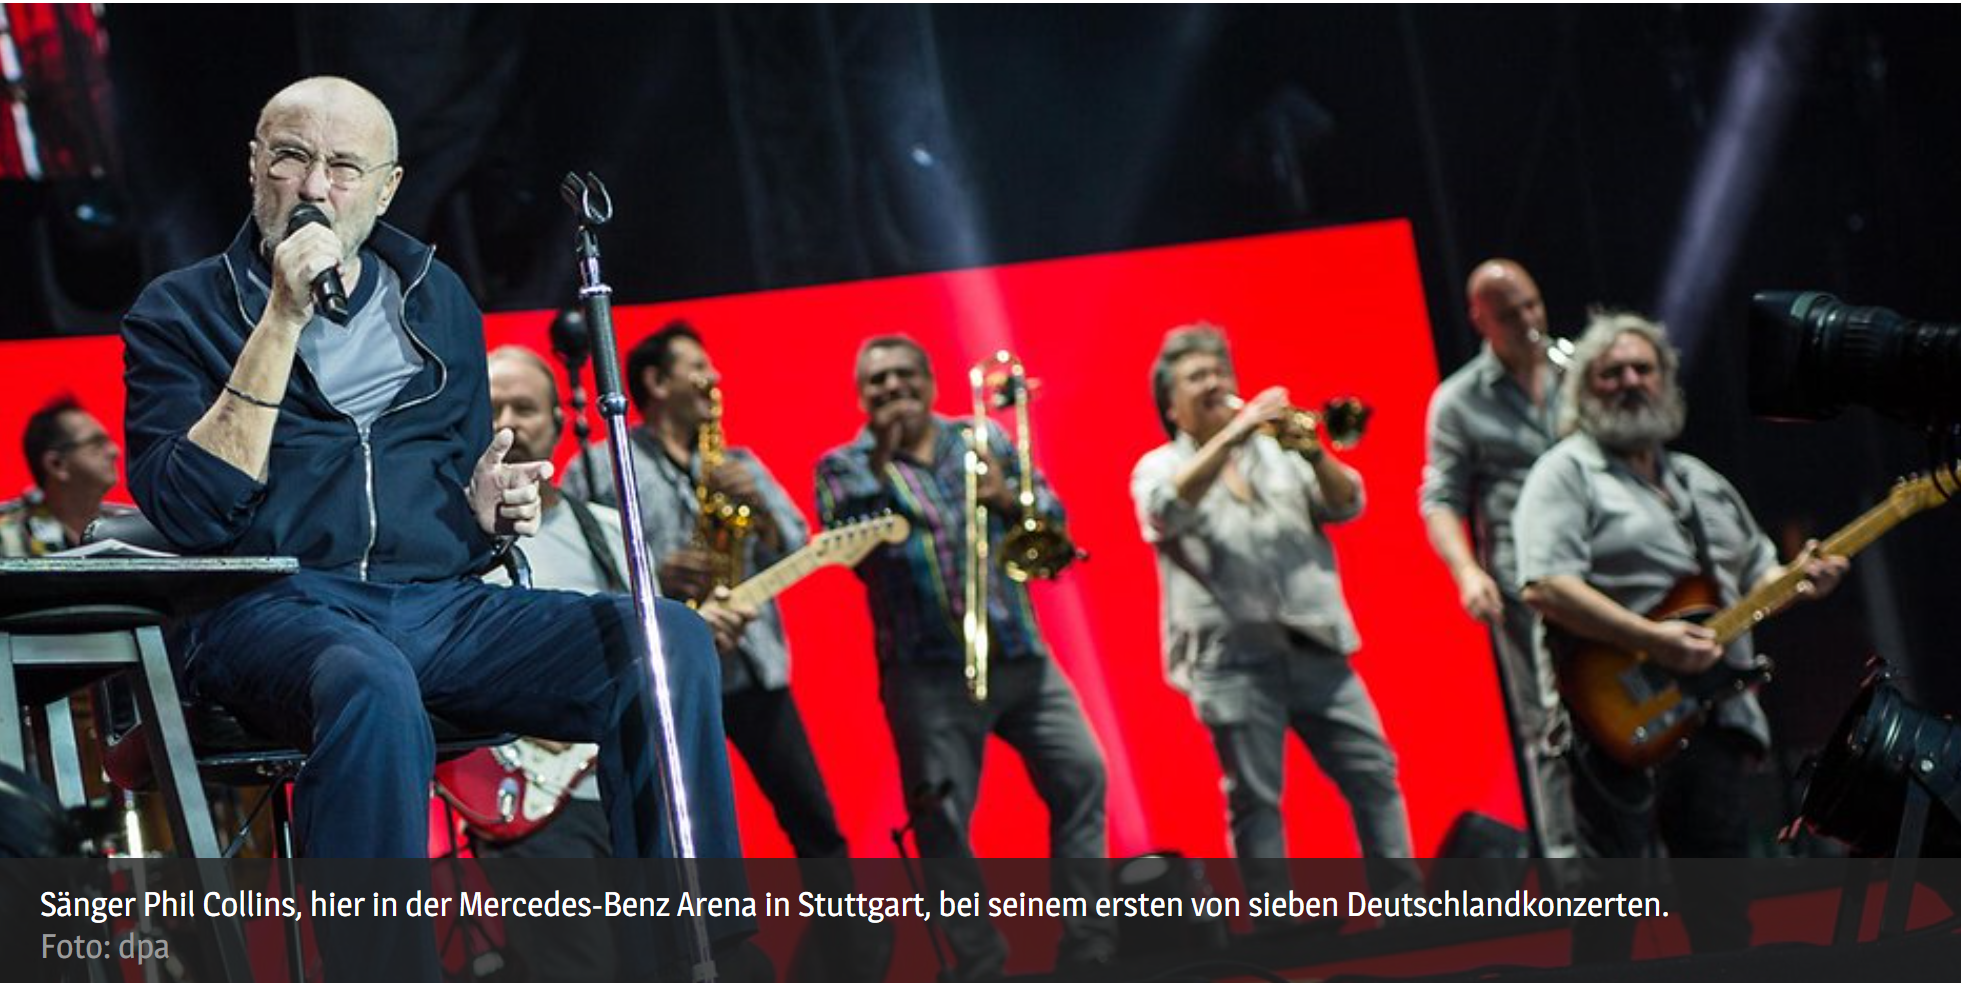 Sänger Phil Collins, hier in der Mercedes-Benz Arena in Stuttgart, bei seinem ersten von sieben Deutschlandkonzerten.
Foto: dpa